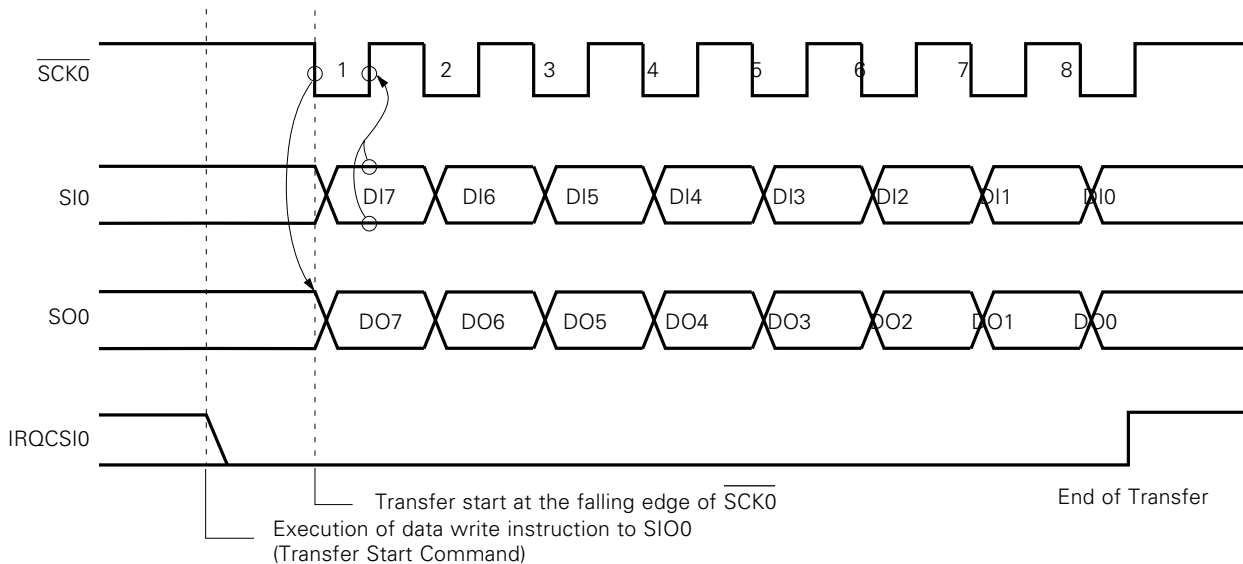 SCK0
1 2 3 4 5 6 7 8
SI0
DI7 DI6 DI5 DI4 DI3 DI2 DI1 DI0
SO0
DO7 DO6 DO5 DO4 DO3 DO2 DO1 DO0
IRQCSI0
Transfer start at the falling edge of SCK0
End of Transfer
Execution of data write instruction to SIO0
(Transfer Start Command)